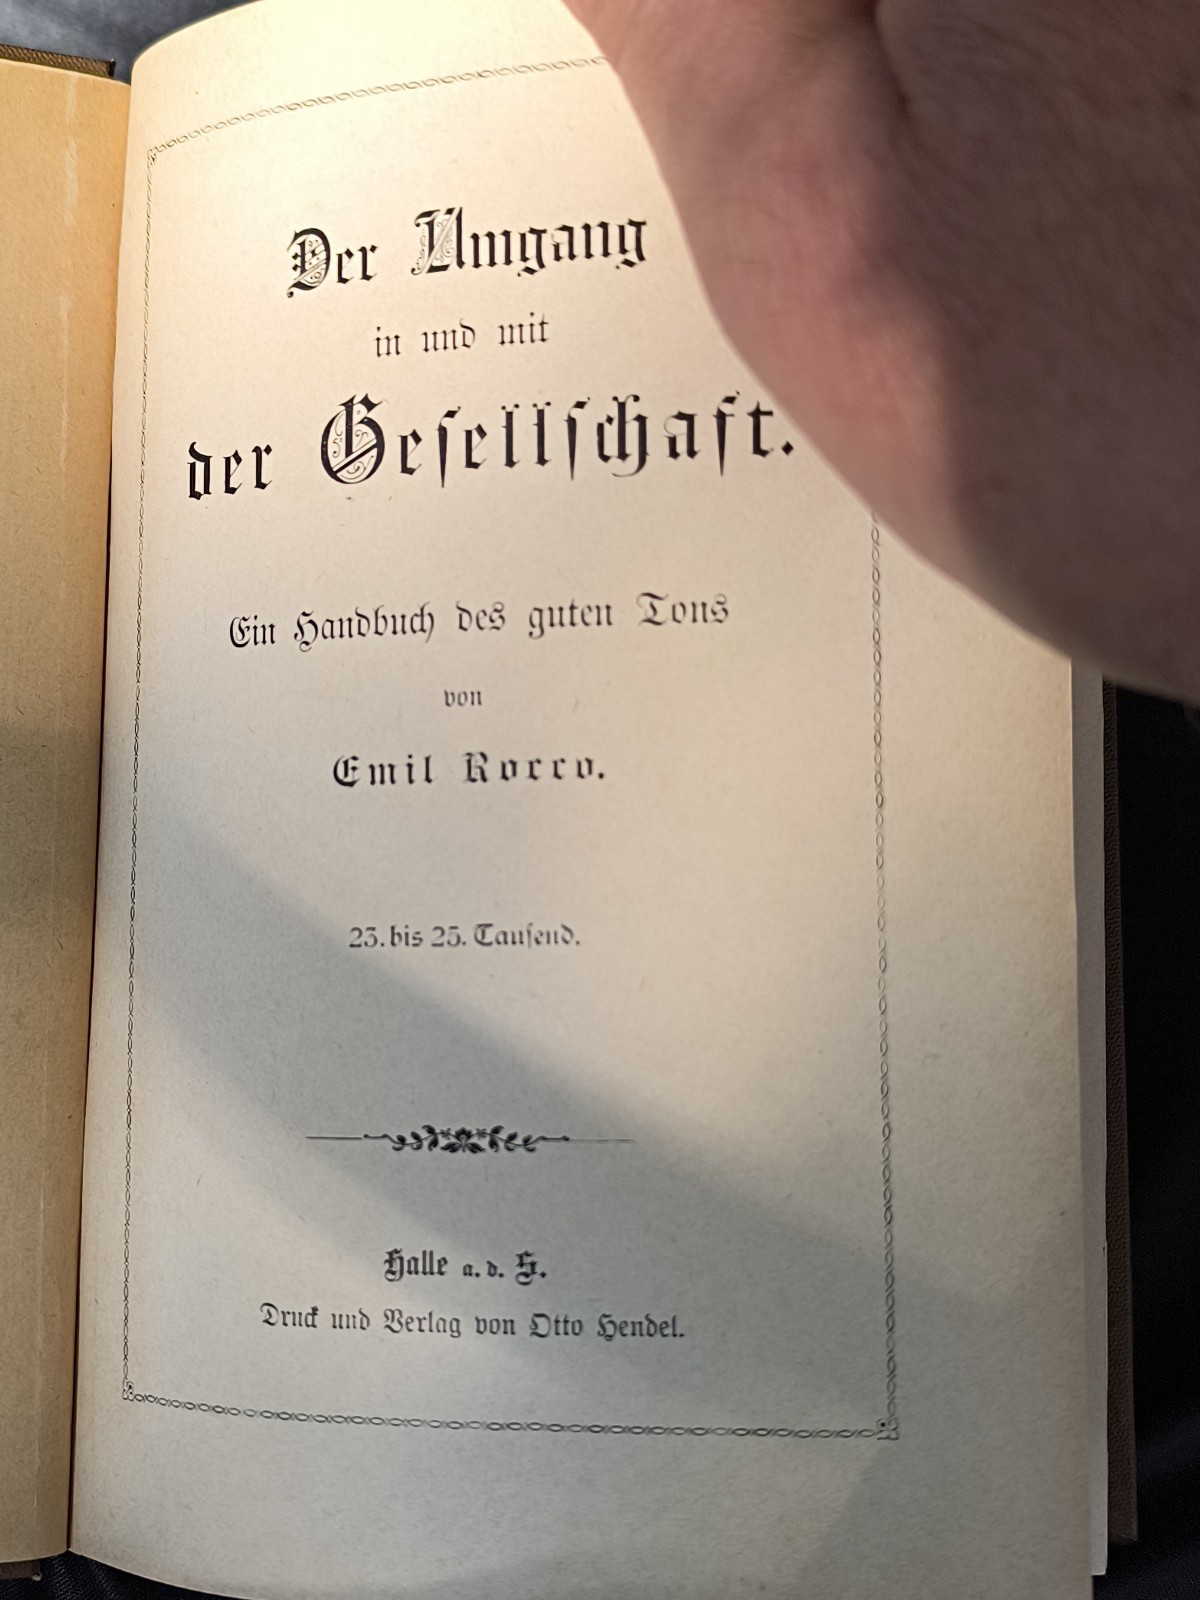 Der Umgang
in und mit
der Geſellſchaft.
Ein Handbuch des guten Tons
von
Emil Rocco.
23. bis 25. Tauſend.
Halle a. d. S.
Druck und Verlag von Otto Hendel.